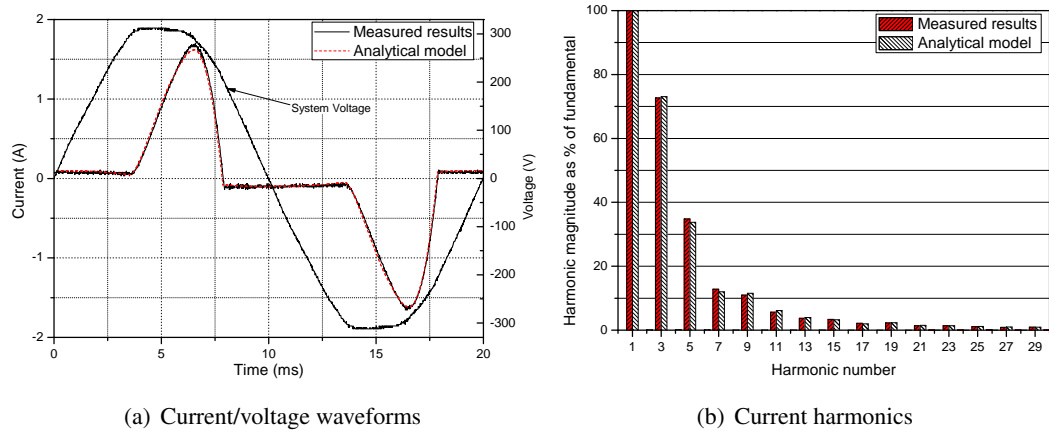 2
1
0
-1
-2
Current (A)
300
200
100
0
-100
-200
-300
Voltage (V)
Measured results
Analytical model
System Voltage
0 5 10 15 20
Time (ms)
(a) Current/voltage waveforms
100
80
60
40
20
0
Harmonic magnitude as % of fundamental
Measured results
Analytical model
1 3 5 7 9 11 13 15 17 19 21 23 25 27 29
Harmonic number
(b) Current harmonics